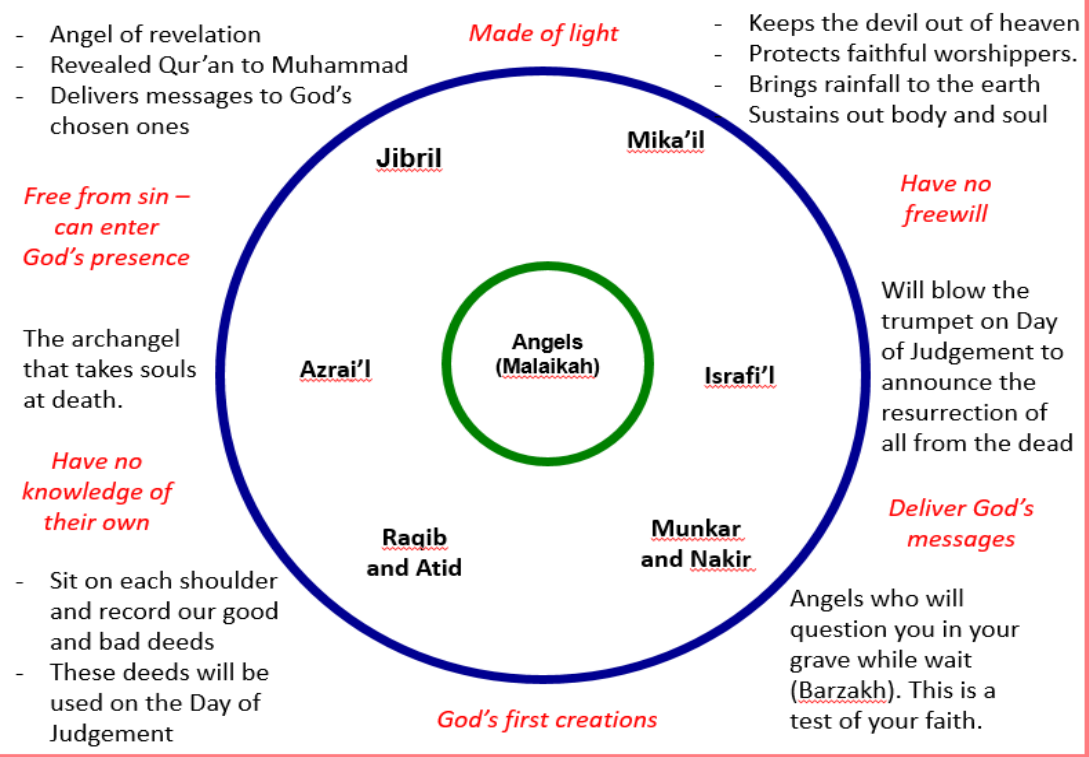 - Angel of revelation
- Revealed Qur’an to Muhammad
- Delivers messages to God’s
chosen ones
Made of light
- Keeps the devil out of heaven
- Protects faithful worshippers.
- Brings rainfall to the earth
Sustains out body and soul
Jibril
Mika’il
Free from sin –
can enter
God’s presence
Have no
freewill
The archangel
that takes souls
at death.
Azrai’l
Angels
(Malaikah)
Israfi’l
Will blow the
trumpet on Day
of Judgement to
announce the
resurrection of
all from the dead
Have no
knowledge of
their own
Deliver God’s
messages
Raqib
and Atid
Munkar
and Nakir
- Sit on each shoulder
and record our good
and bad deeds
- These deeds will be
used on the Day of
Judgement
God’s first creations
Angels who will
question you in your
grave while wait
(Barzakh). This is a
test of your faith.